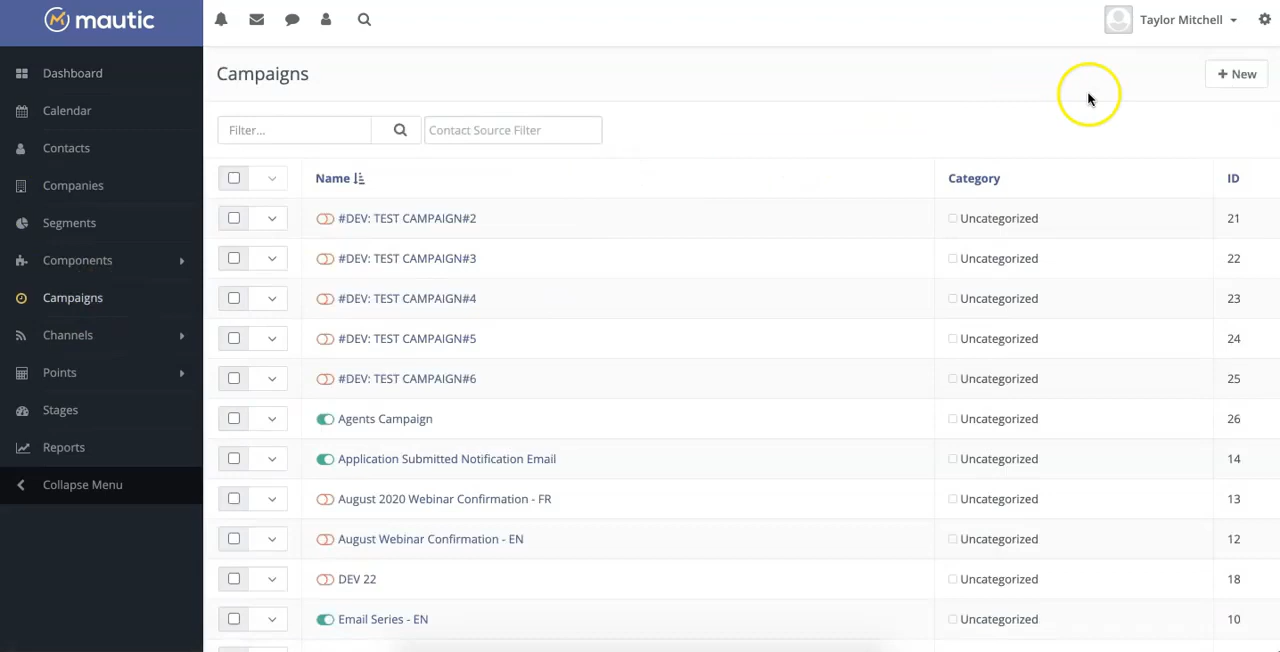 mautic
Taylor Mitchell
Dashboard
Calendar
Contacts
Companies
Segments
Components
Campaigns
Channels
Points
Stages
Reports
Collapse Menu
Campaigns
+ New
Filter...
Contact Source Filter
Name Category ID
#DEV: TEST CAMPAIGN#2 Uncategorized 21
#DEV: TEST CAMPAIGN#3 Uncategorized 22
#DEV: TEST CAMPAIGN#4 Uncategorized 23
#DEV: TEST CAMPAIGN#5 Uncategorized 24
#DEV: TEST CAMPAIGN#6 Uncategorized 25
Agents Campaign Uncategorized 26
Application Submitted Notification Email Uncategorized 14
August 2020 Webinar Confirmation - FR Uncategorized 13
August Webinar Confirmation - EN Uncategorized 12
DEV 22 Uncategorized 18
Email Series - EN Uncategorized 10